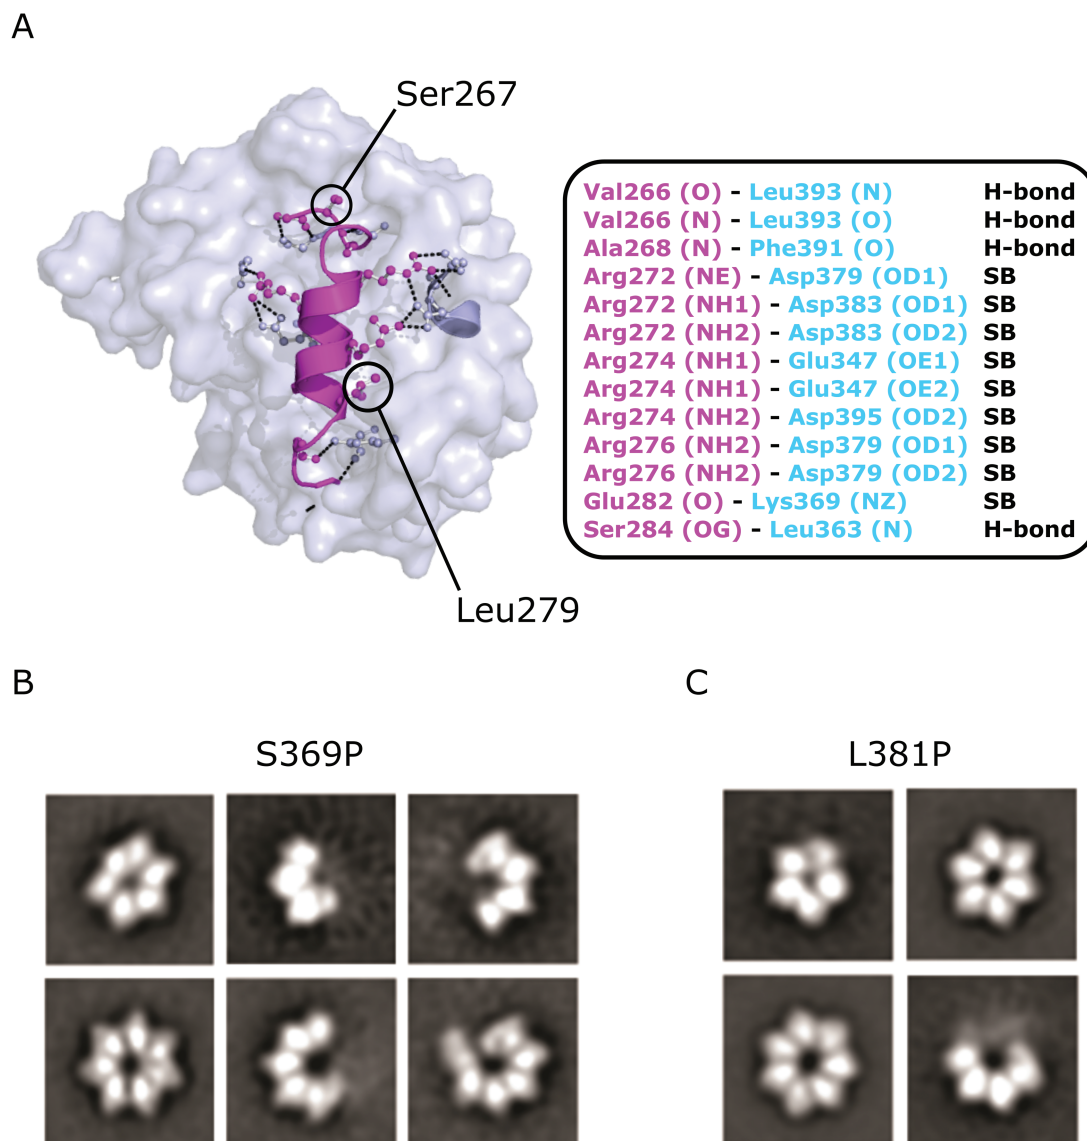 A
Ser267
Val266 (O) - Leu393 (N) H-bond
Val266 (N) - Leu393 (O) H-bond
Ala268 (N) - Phe391 (O) H-bond
Arg272 (NE) - Asp379 (OD1) SB
Arg272 (NH1) - Asp383 (OD1) SB
Arg272 (NH2) - Asp383 (OD2) SB
Arg274 (NH1) - Glu347 (OE1) SB
Arg274 (NH1) - Glu347 (OE2) SB
Arg274 (NH2) - Asp395 (OD2) SB
Arg276 (NH2) - Asp379 (OD1) SB
Arg276 (NH2) - Asp379 (OD2) SB
Glu282 (O) - Lys369 (NZ) SB
Ser284 (OG) - Leu363 (N) H-bond
Leu279
B
S369P
C
L381P